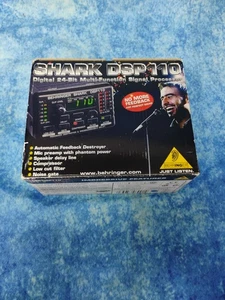 SHARK DSP110
Digital 24-Bit Multi-Function Signal Processor
NO MORE
FEEDBACK
110
• Automatic Feedback Destroyer
• Mic preamp with phantom power
• Speaker delay line
• Compressor
• Low cut filter
• Noise gate
www.behringer.com
JUST LISTEN.